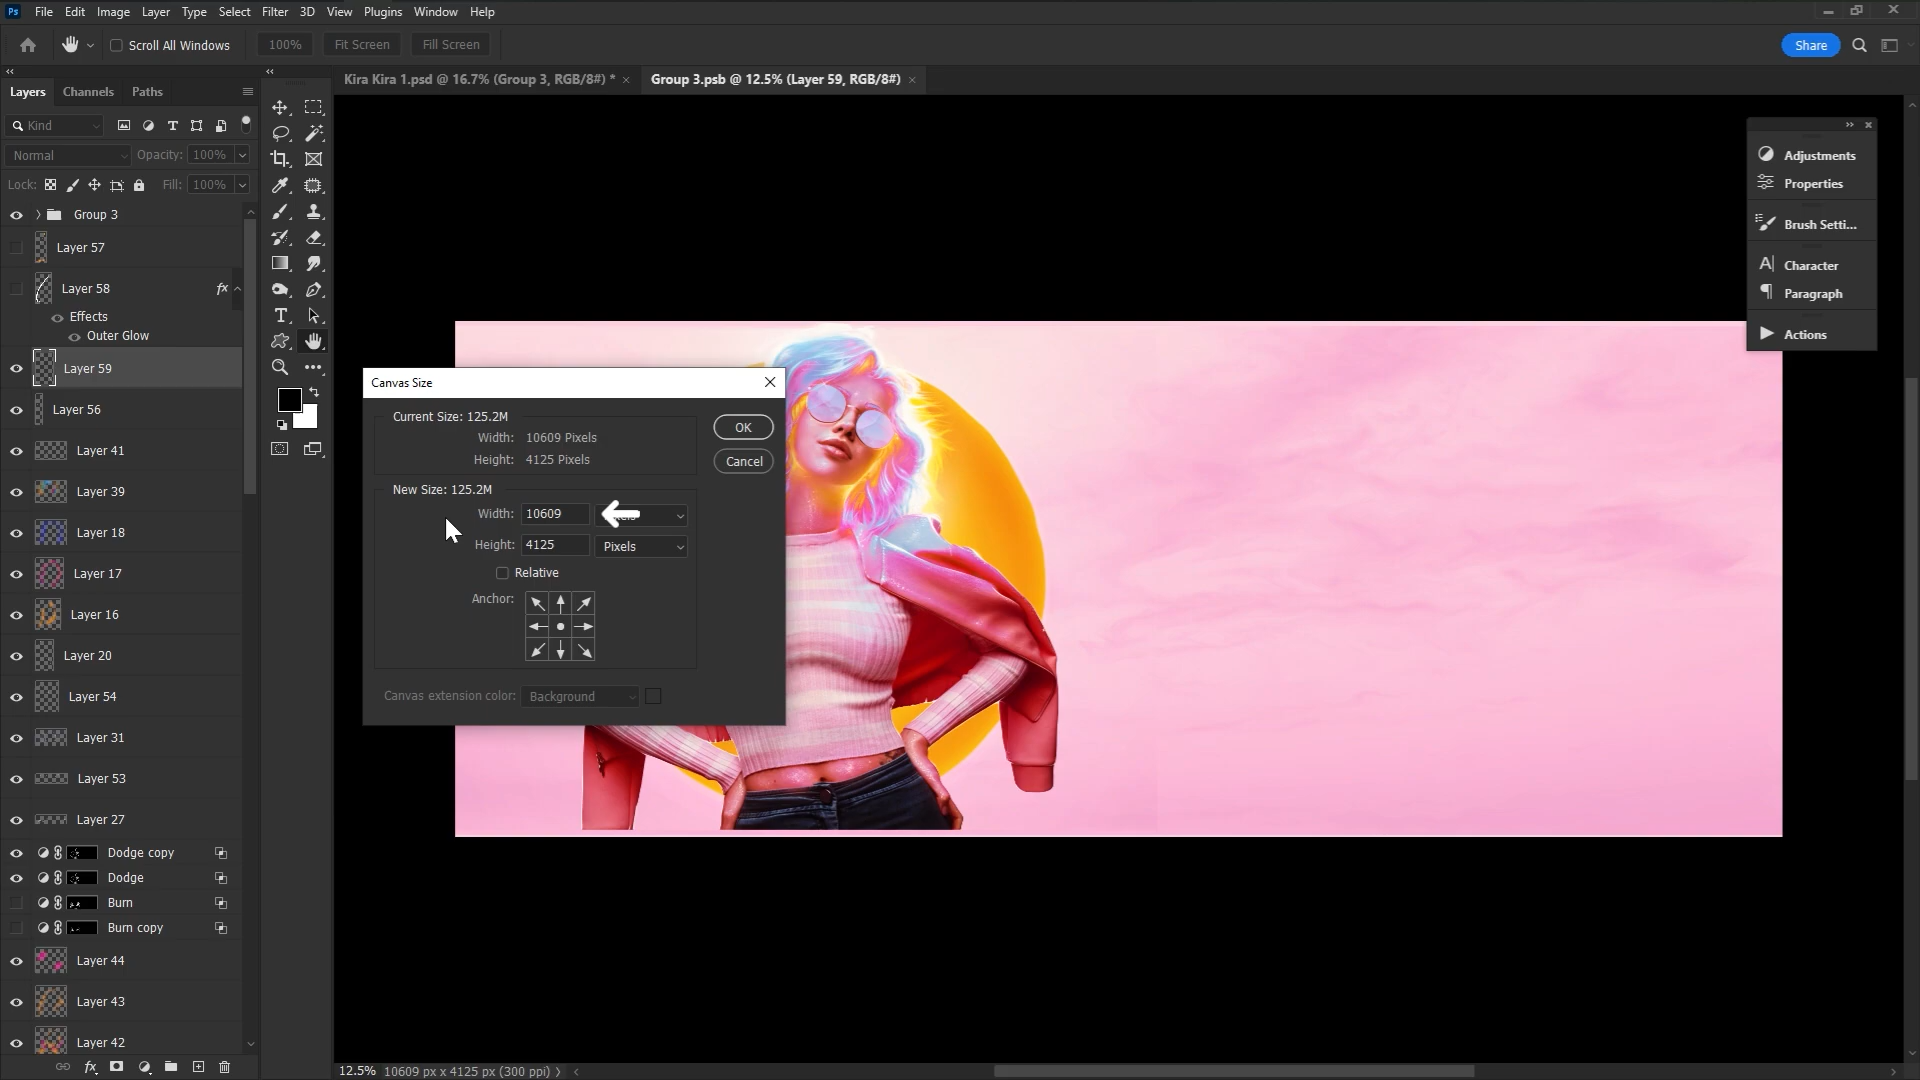 Ps File Edit Image Layer Type Select Filter 3D View Plugins Window Help
Scroll All Windows 100% Fit Screen Fill Screen Share
Kira Kira 1.psd @ 16.7% (Group 3, RGB/8#) * × Group 3.psb @ 12.5% (Layer 59, RGB/8#) ×
Layers Channels Paths
Kind
Normal Opacity: 100%
Lock: Fill: 100%
Group 3
Layer 57
Layer 58 fx
Effects
Outer Glow
Layer 59
Layer 56
Layer 41
Layer 39
Layer 18
Layer 17
Layer 16
Layer 20
Layer 54
Layer 31
Layer 53
Layer 27
Dodge copy
Dodge
Burn
Burn copy
Layer 44
Layer 43
Layer 42
Canvas Size
Current Size: 125.2M
Width: 10609 Pixels
Height: 4125 Pixels
OK
Cancel
New Size: 125.2M
Width: 10609
Height: 4125 Pixels
Relative
Anchor:
Canvas extension color: Background
Adjustments
Properties
Brush Setti...
Character
Paragraph
Actions
12.5% 10609 px x 4125 px (300 ppi)